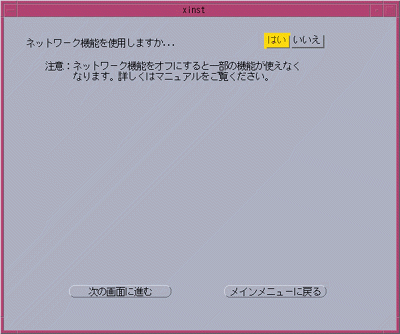 xinst
ネットワーク機能を使用しますか... はい いいえ
注意：ネットワーク機能をオフにすると一部の機能が使えなく
なります。詳しくはマニュアルをご覧ください。
次の画面に進む メインメニューに戻る